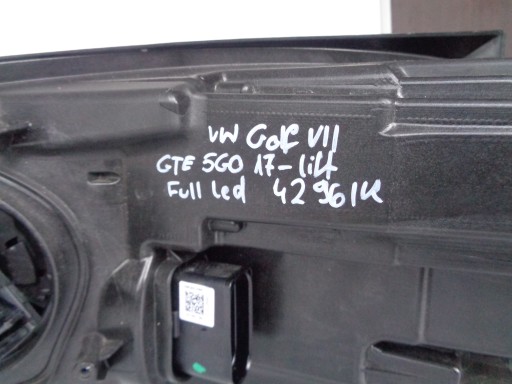 VW Golf VII
GTE 5G0 17-lift
Full led 42961K